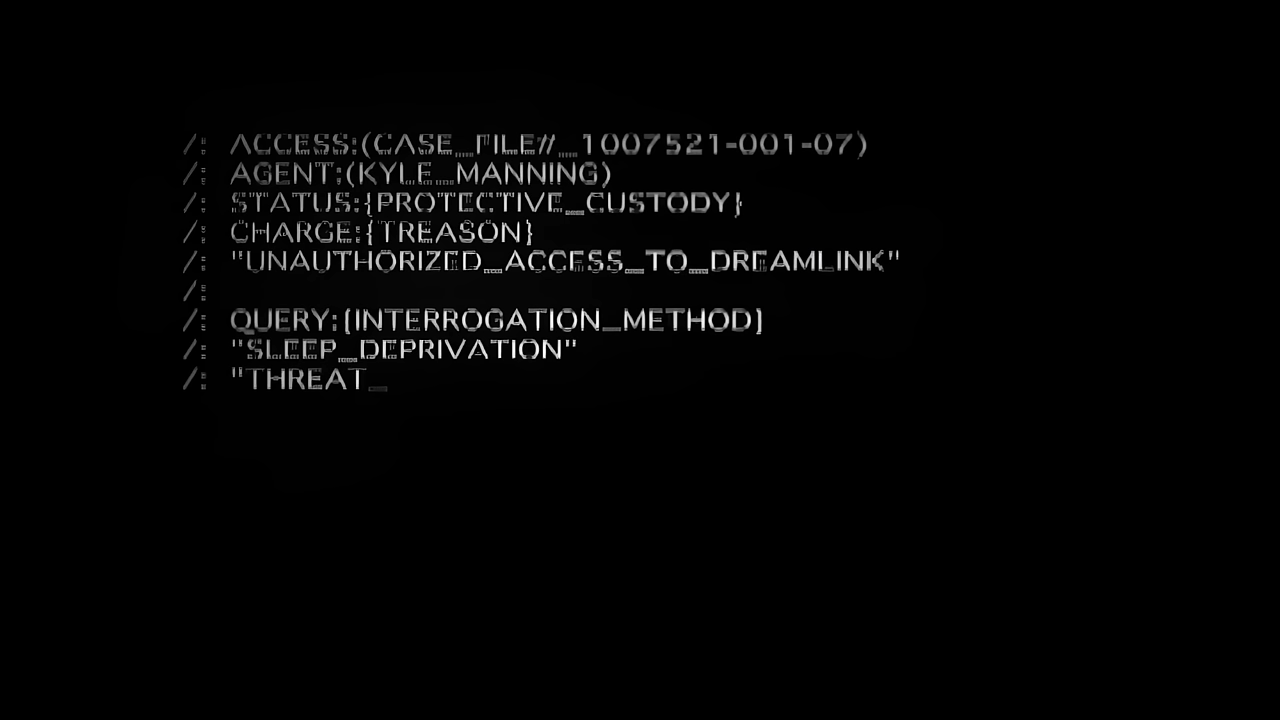 /: ACCESS:(CASE_FILE#_1007521-001-07)
/: AGENT:(KYLE_MANNING)
/: STATUS:{PROTECTIVE_CUSTODY}
/: CHARGE:{TREASON}
/: "UNAUTHORIZED_ACCESS_TO_DREAMLINK"
/:
/: QUERY:[INTERROGATION_METHOD]
/: "SLEEP_DEPRIVATION"
/: "THREAT_